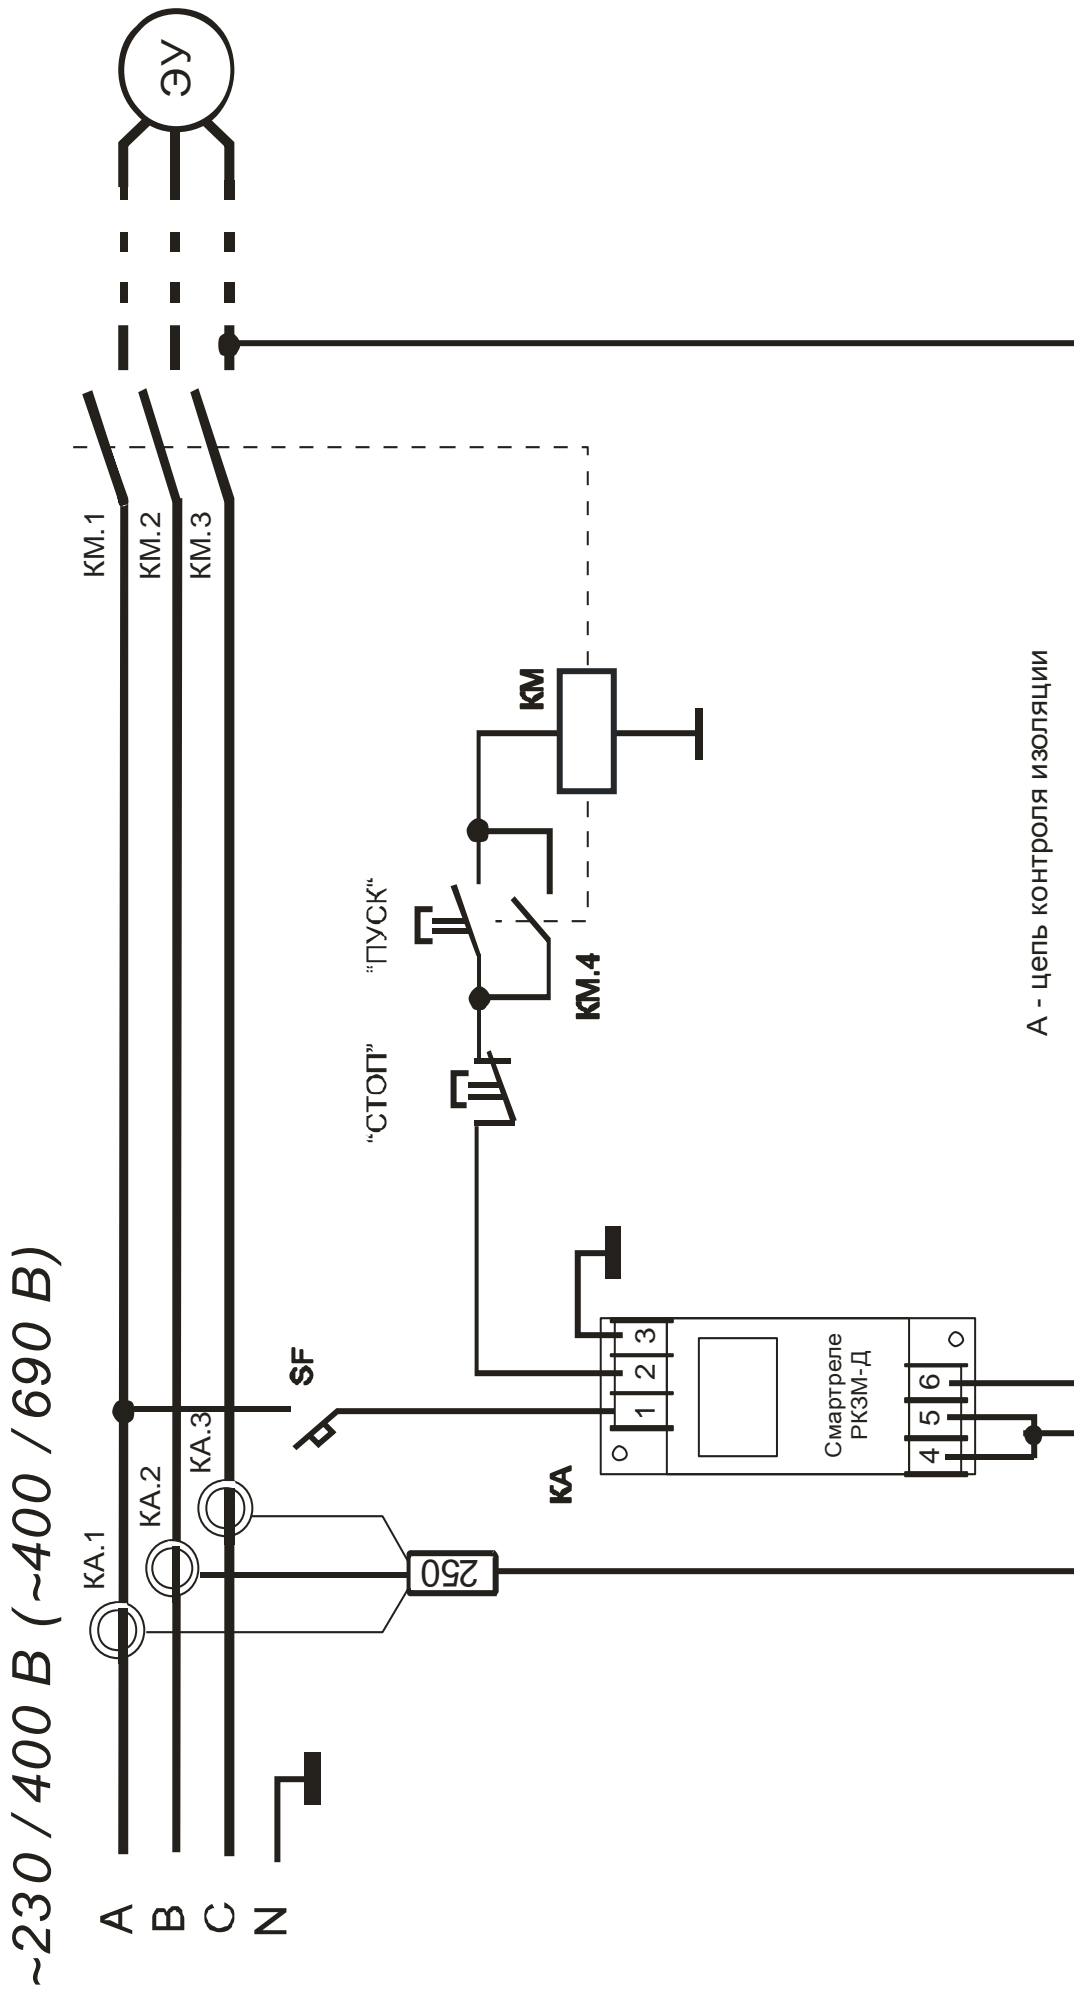 ~230 / 400 В (~400 / 690 В)
A
B
C
N
КА.1
КА.2
КА.3
КМ.1
КМ.2
КМ.3
ЭУ
250
SF
"СТОП"
"ПУСК"
КМ.4
КМ
КА
1
2
3
Смартреле
РКЗМ-Д
4
5
6
А - цепь контроля изоляции